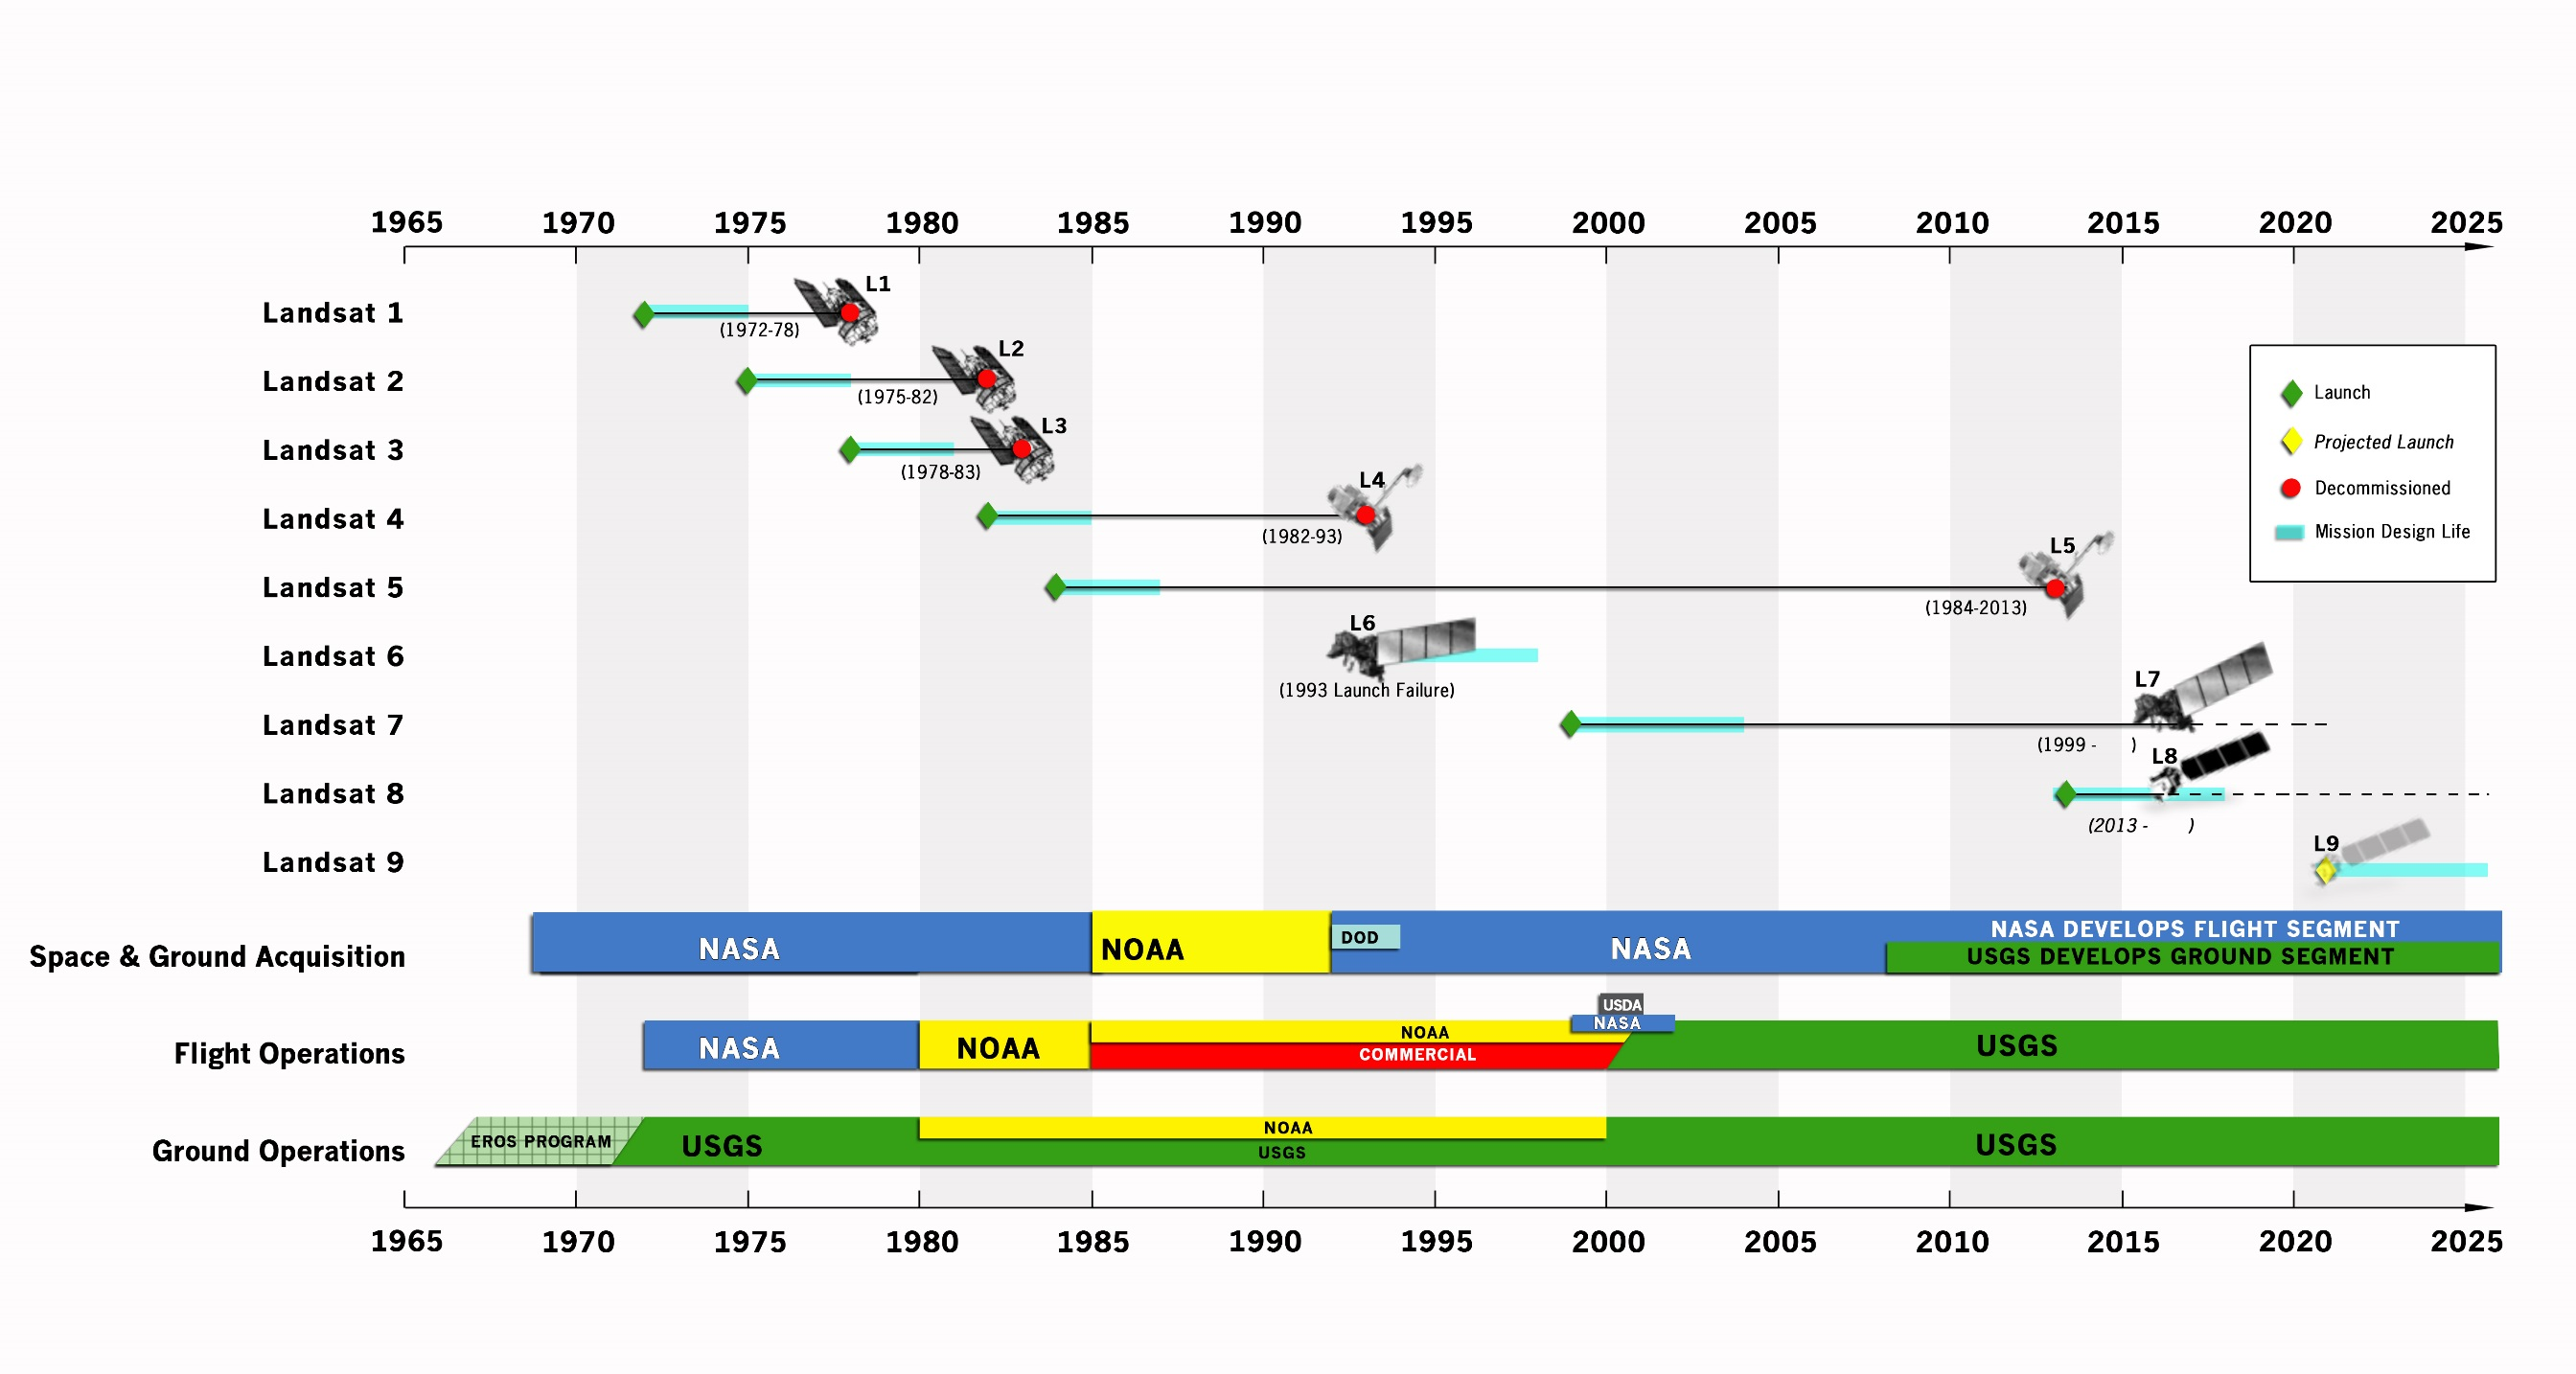 1965 1970 1975 1980 1985 1990 1995 2000 2005 2010 2015 2020 2025
Landsat 1
L1
(1972-78)
Landsat 2
L2
(1975-82)
Landsat 3
L3
(1978-83)
Landsat 4
L4
(1982-93)
Landsat 5
L5
(1984-2013)
Landsat 6
L6
(1993 Launch Failure)
Landsat 7
L7
(1999 - )
Landsat 8
L8
(2013 - )
Landsat 9
L9
Launch
Projected Launch
Decommissioned
Mission Design Life
Space & Ground Acquisition
NASA
NOAA
DOD
NASA
NASA DEVELOPS FLIGHT SEGMENT
USGS DEVELOPS GROUND SEGMENT
Flight Operations
NASA
NOAA
NOAA
COMMERCIAL
USDA
NASA
USGS
Ground Operations
EROS PROGRAM
USGS
NOAA
USGS
USGS
1965 1970 1975 1980 1985 1990 1995 2000 2005 2010 2015 2020 2025